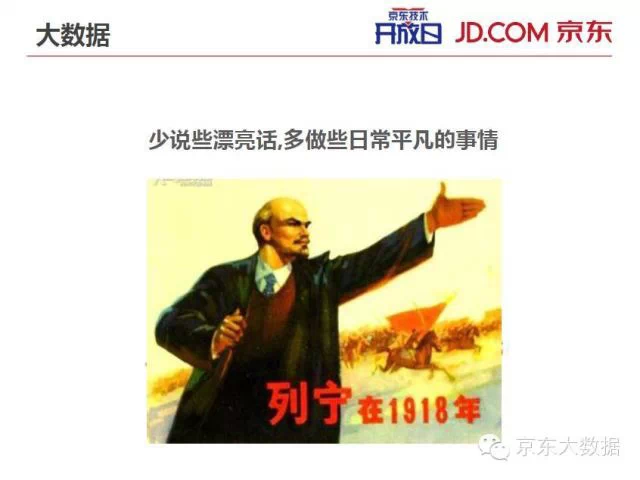 大数据
京东技术
开放日
JD.COM 京东
少说些漂亮话,多做些日常平凡的事情
列宁在1918年
京东大数据